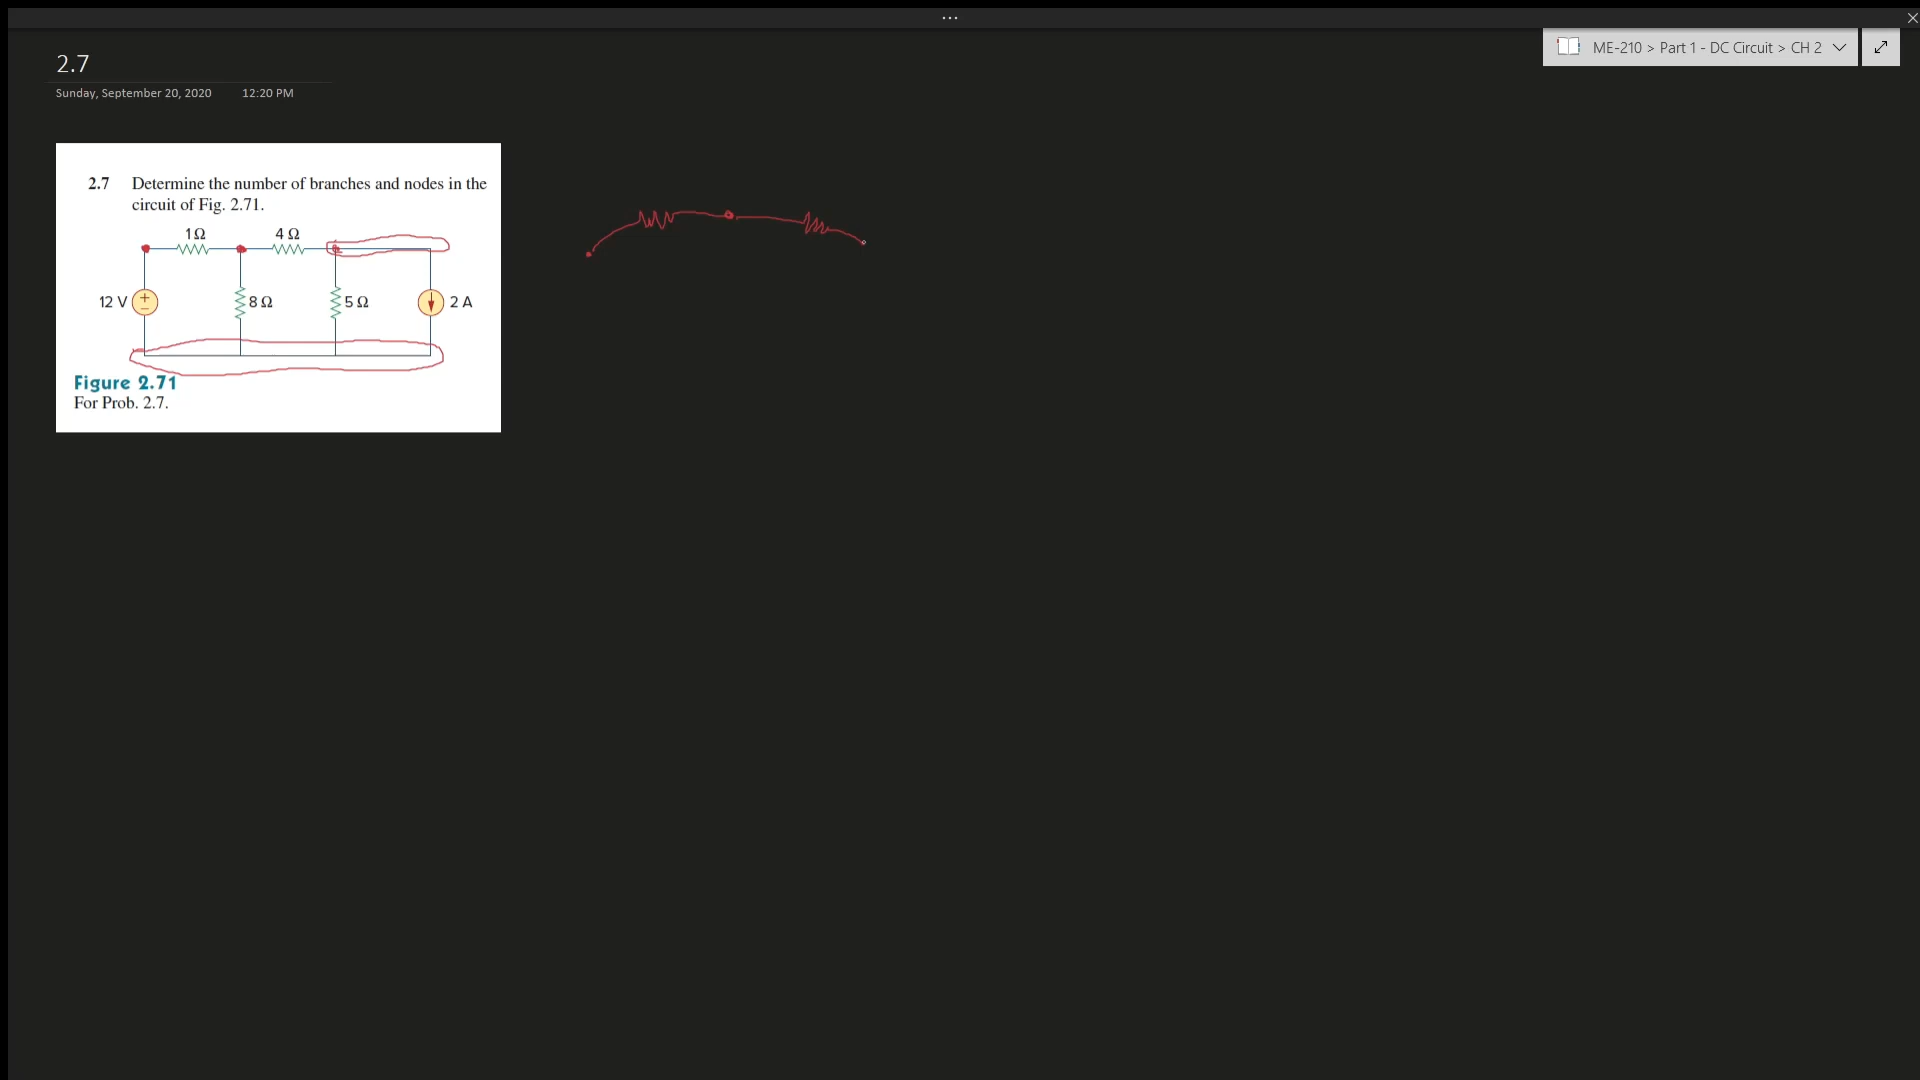 ME-210 > Part 1 - DC Circuit > CH 2
2.7
Sunday, September 20, 2020 12:20 PM
2.7 Determine the number of branches and nodes in the
circuit of Fig. 2.71.
1 Ω 4 Ω
12 V + − 8 Ω 5 Ω 2 A
Figure 2.71
For Prob. 2.7.